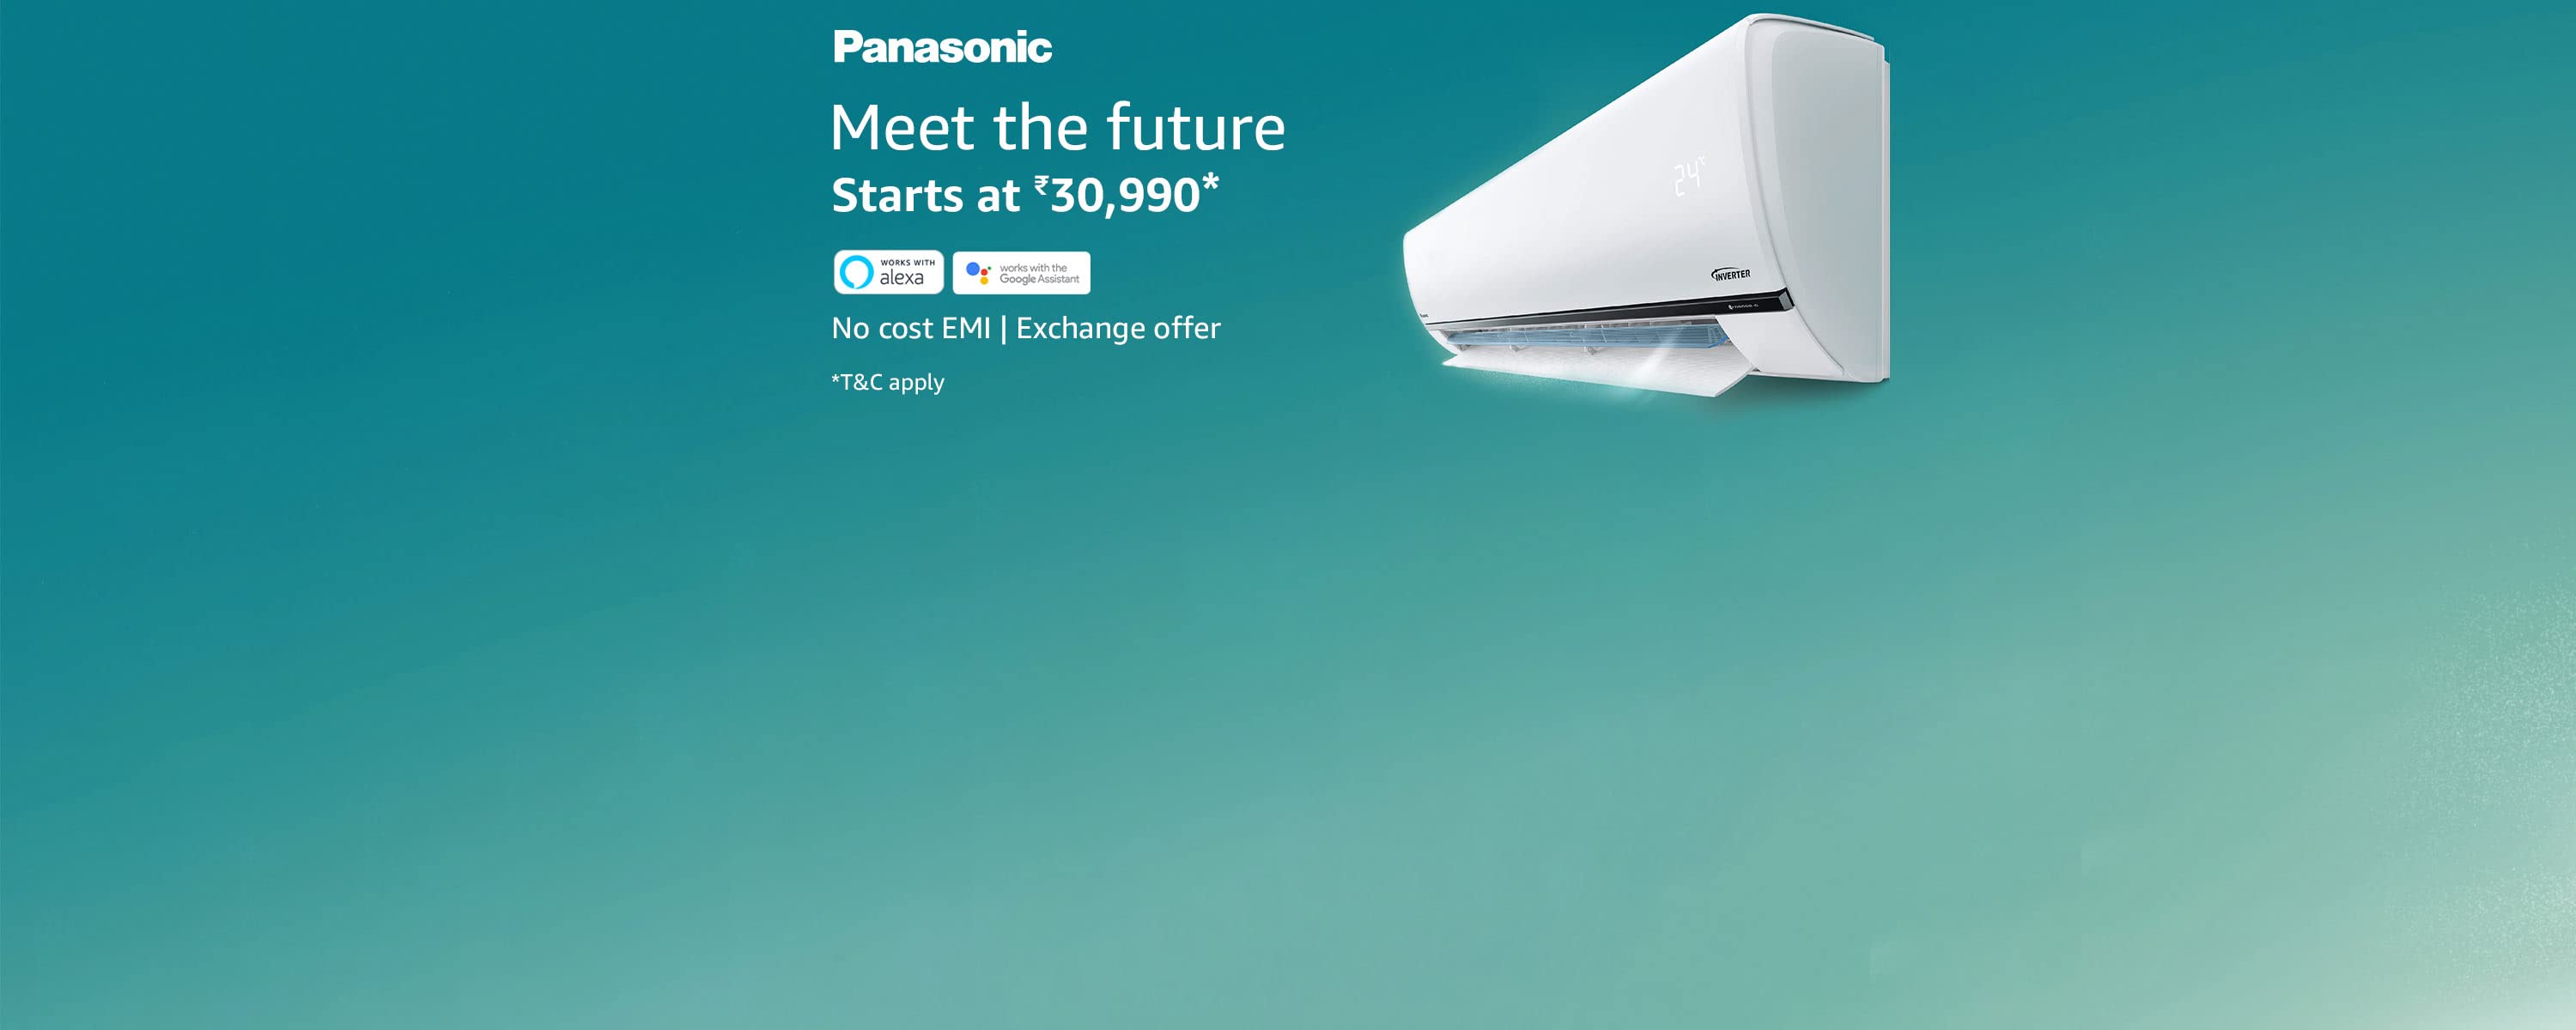 Panasonic
Meet the future
Starts at ₹30,990*
WORKS WITH
alexa
works with the
Google Assistant
No cost EMI | Exchange offer
*T&C apply
24°c
INVERTER